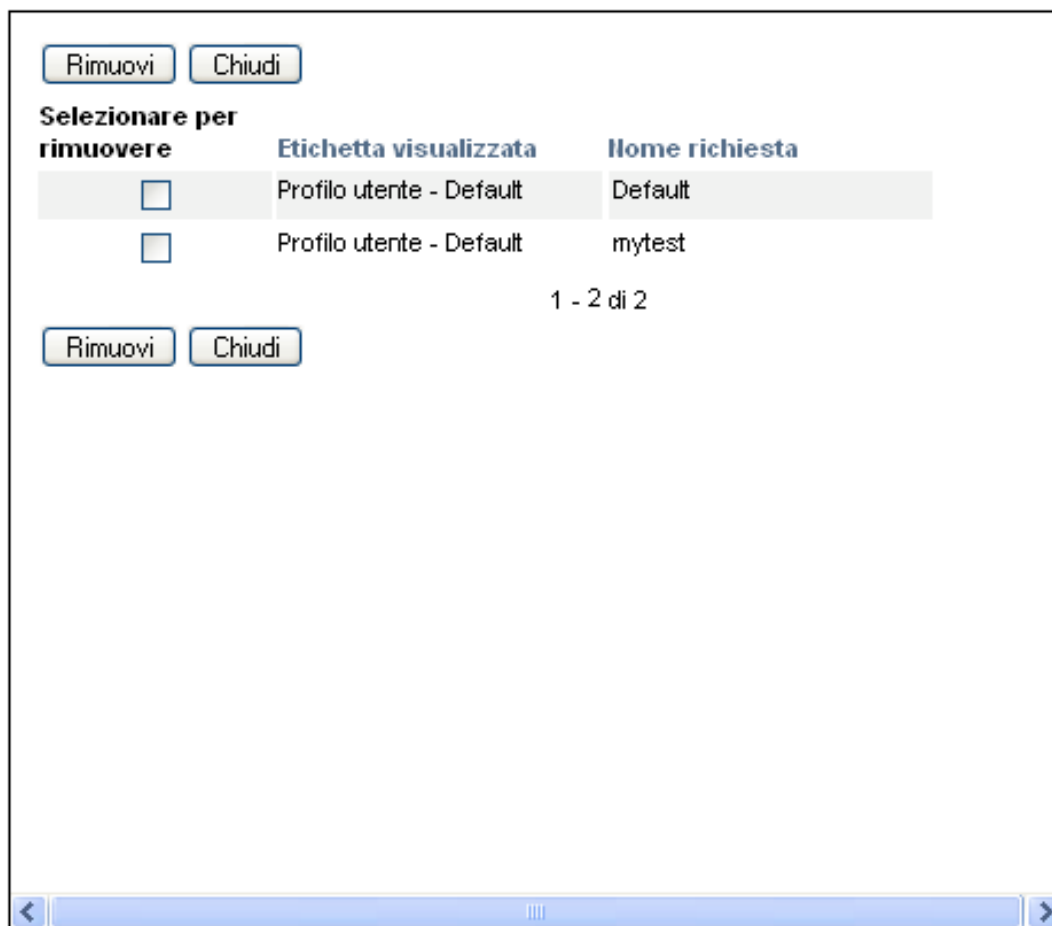 Rimuovi Chiudi
Selezionare per
rimuovere Etichetta visualizzata Nome richiesta
Profilo utente - Default Default
Profilo utente - Default mytest
1 - 2 di 2
Rimuovi Chiudi